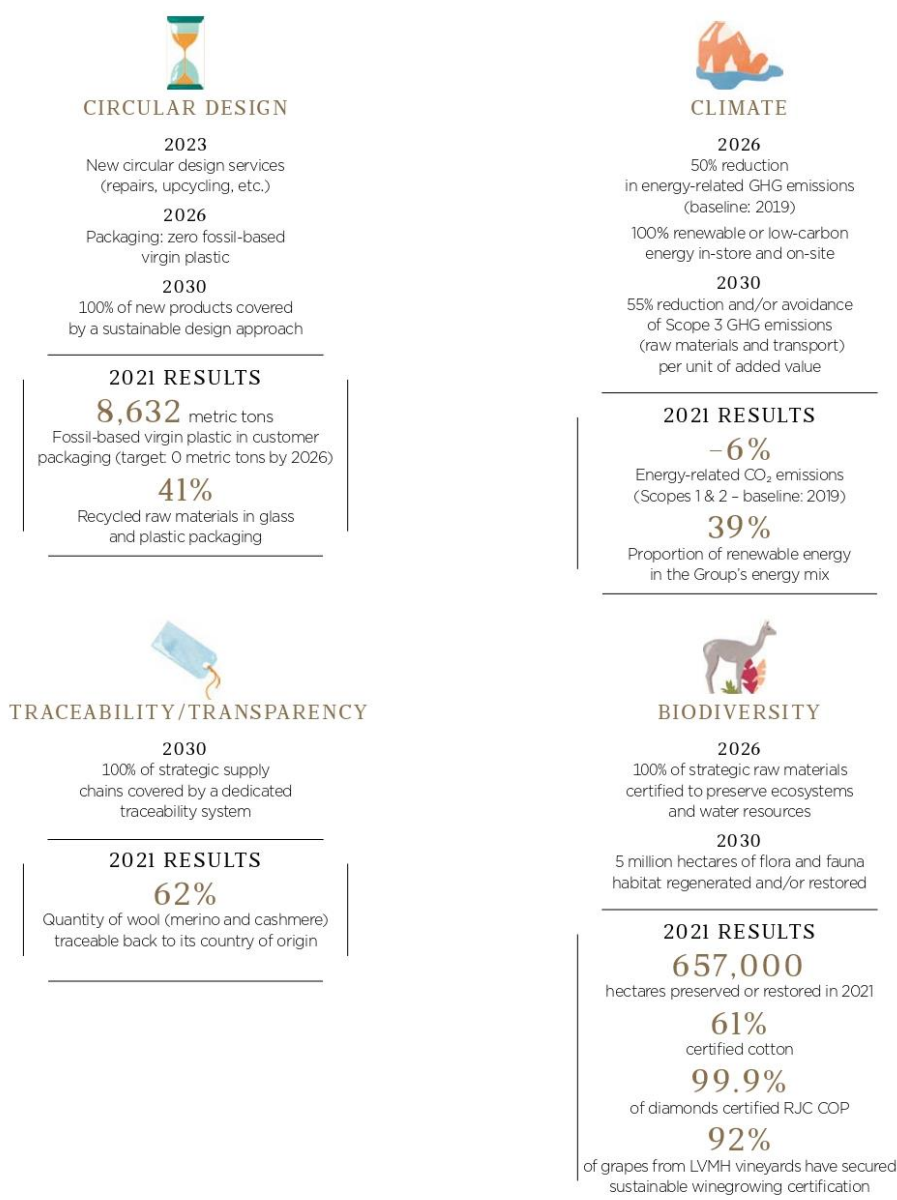 CIRCULAR DESIGN
2023
New circular design services
(repairs, upcycling, etc.)
2026
Packaging: zero fossil-based
virgin plastic
2030
100% of new products covered
by a sustainable design approach
2021 RESULTS
8,632 metric tons
Fossil-based virgin plastic in customer
packaging (target: 0 metric tons by 2026)
41%
Recycled raw materials in glass
and plastic packaging
CLIMATE
2026
50% reduction
in energy-related GHG emissions
(baseline: 2019)
100% renewable or low-carbon
energy in-store and on-site
2030
55% reduction and/or avoidance
of Scope 3 GHG emissions
(raw materials and transport)
per unit of added value
2021 RESULTS
–6%
Energy-related CO₂ emissions
(Scopes 1 & 2 – baseline: 2019)
39%
Proportion of renewable energy
in the Group’s energy mix
TRACEABILITY/TRANSPARENCY
2030
100% of strategic supply
chains covered by a dedicated
traceability system
2021 RESULTS
62%
Quantity of wool (merino and cashmere)
traceable back to its country of origin
BIODIVERSITY
2026
100% of strategic raw materials
certified to preserve ecosystems
and water resources
2030
5 million hectares of flora and fauna
habitat regenerated and/or restored
2021 RESULTS
657,000
hectares preserved or restored in 2021
61%
certified cotton
99.9%
of diamonds certified RJC COP
92%
of grapes from LVMH vineyards have secured
sustainable winegrowing certification